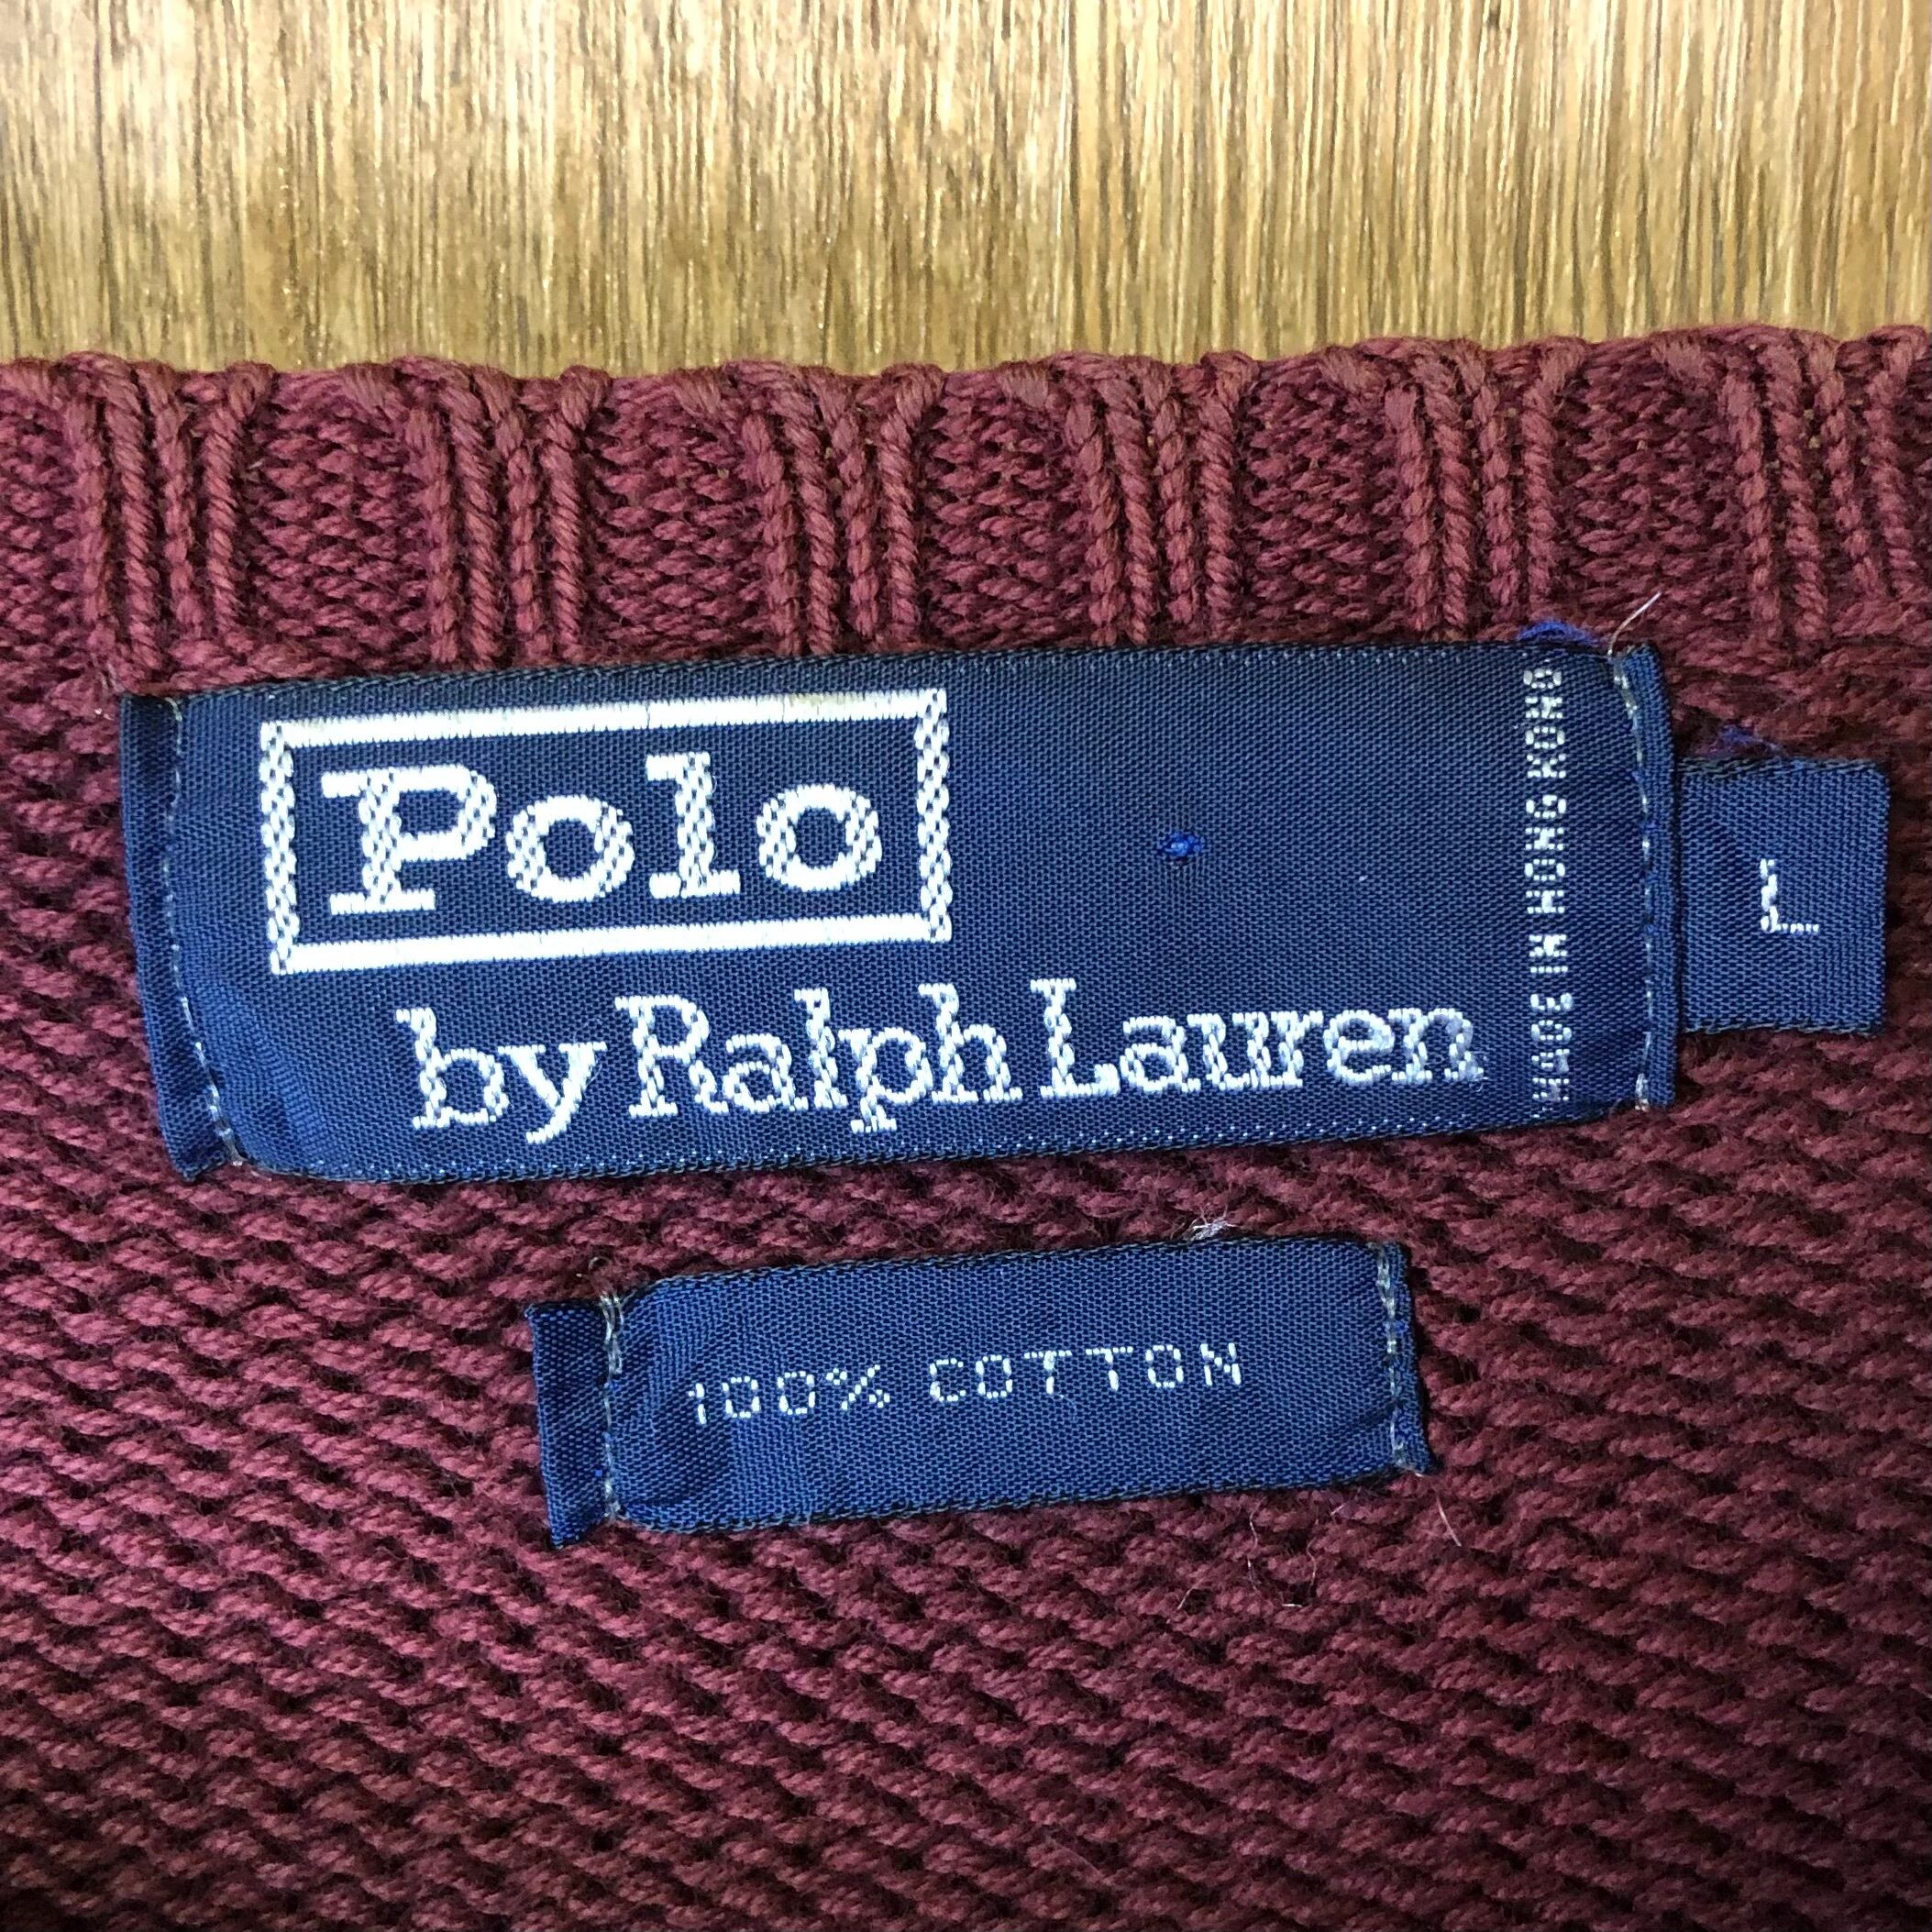 Polo
by Ralph Lauren
MADE IN HONG KONG
L
100% COTTON